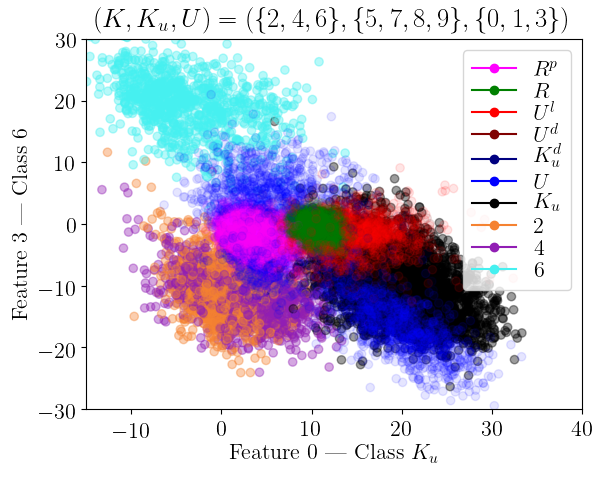 (K, K_u, U) = ({2, 4, 6}, {5, 7, 8, 9}, {0, 1, 3})
30
20
10
0
−10
−20
−30
Feature 3 — Class 6
R^p
R
U^l
U^d
K_u^d
U
K_u
2
4
6
−10
0
10
20
30
40
Feature 0 — Class K_u